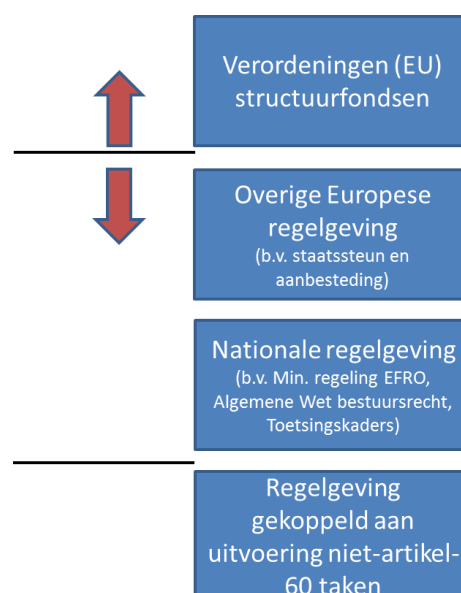 Verordeningen (EU)
structuurfondsen
Overige Europese
regelgeving
(b.v. staatssteun en
aanbesteding)
Nationale regelgeving
(b.v. Min. regeling EFRO,
Algemene Wet bestuursrecht,
Toetsingskaders)
Regelgeving
gekoppeld aan
uitvoering niet-artikel-
60 taken